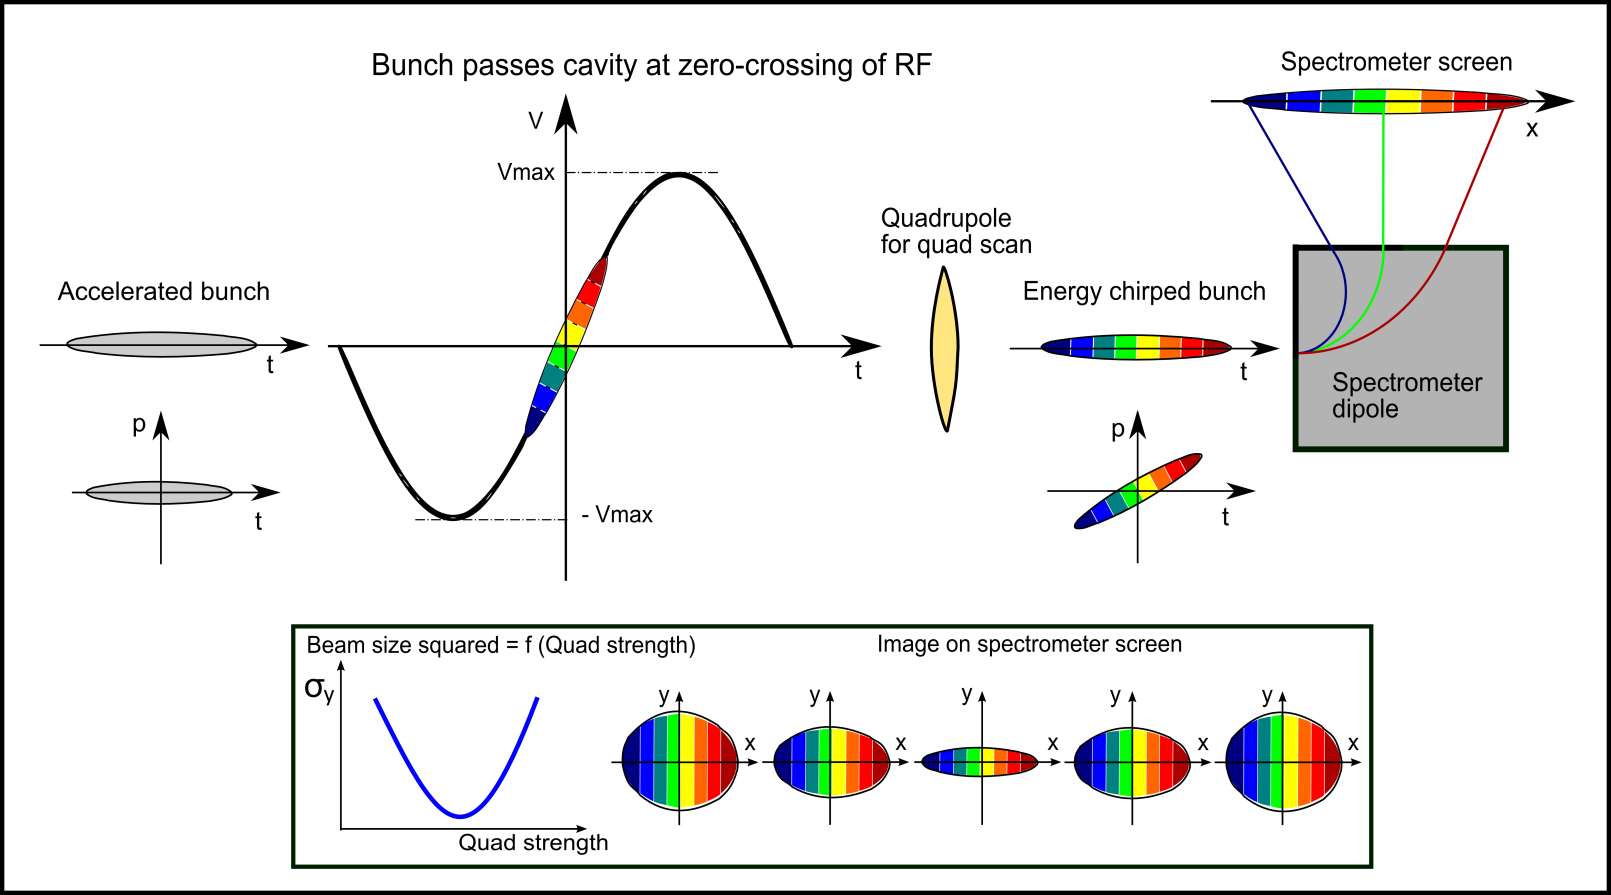 Bunch passes cavity at zero-crossing of RF
Spectrometer screen
x
V
Vmax
Quadrupole
for quad scan
Accelerated bunch
t
t
Energy chirped bunch
t
Spectrometer
dipole
p
t
p
t
- Vmax
Beam size squared = f (Quad strength)
Image on spectrometer screen
σy
y
x
y
x
y
x
y
x
y
x
Quad strength